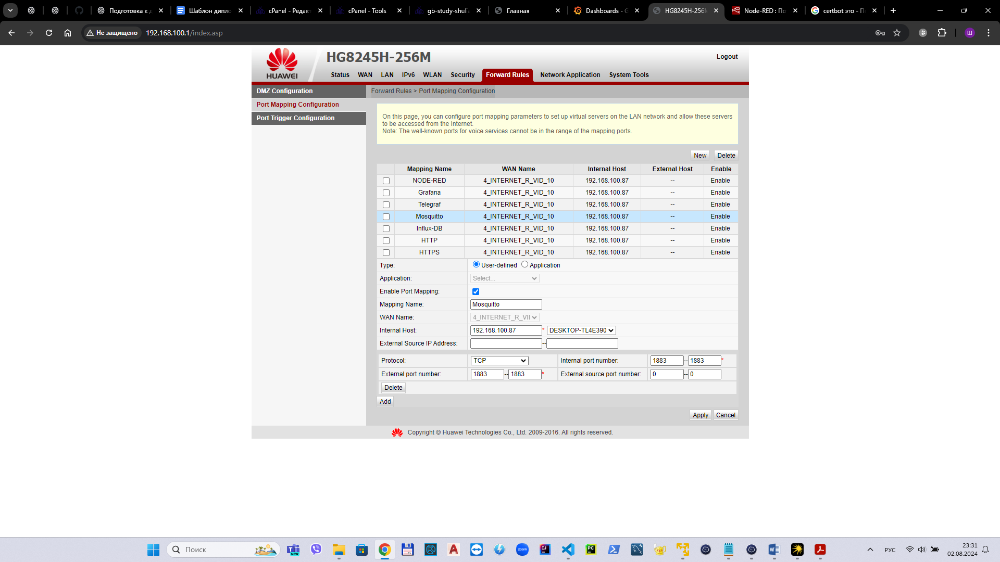 Подготовка к д
Шаблон дипло
cPanel - Редакт
cPanel - Tools
gb-study-shulia
Главная
Dashboards - G
HG8245H-256M
Node-RED : По
certbot это - П
Не защищено
192.168.100.1/index.asp
Ш
HUAWEI
HG8245H-256M
Logout
Status WAN LAN IPv6 WLAN Security Forward Rules Network Application System Tools
DMZ Configuration
Port Mapping Configuration
Port Trigger Configuration
Forward Rules > Port Mapping Configuration
On this page, you can configure port mapping parameters to set up virtual servers on the LAN network and allow these servers
to be accessed from the Internet.
Note: The well-known ports for voice services cannot be in the range of the mapping ports.
New Delete
Mapping Name WAN Name Internal Host External Host Enable
NODE-RED 4_INTERNET_R_VID_10 192.168.100.87 -- Enable
Grafana 4_INTERNET_R_VID_10 192.168.100.87 -- Enable
Telegraf 4_INTERNET_R_VID_10 192.168.100.87 -- Enable
Mosquitto 4_INTERNET_R_VID_10 192.168.100.87 -- Enable
Influx-DB 4_INTERNET_R_VID_10 192.168.100.87 -- Enable
HTTP 4_INTERNET_R_VID_10 192.168.100.87 -- Enable
HTTPS 4_INTERNET_R_VID_10 192.168.100.87 -- Enable
Type: User-defined Application
Application: Select...
Enable Port Mapping:
Mapping Name: Mosquitto
WAN Name: 4_INTERNET_R_VII
Internal Host: 192.168.100.87 * DESKTOP-TL4E390
External Source IP Address: --
Protocol: TCP Internal port number: 1883 -- 1883 *
External port number: 1883 -- 1883 * External source port number: 0 -- 0
Delete
Add
Apply Cancel
Copyright © Huawei Technologies Co., Ltd. 2009-2016. All rights reserved.
Поиск
NEW
zoom
IJ
PC
РУС
23:31
02.08.2024